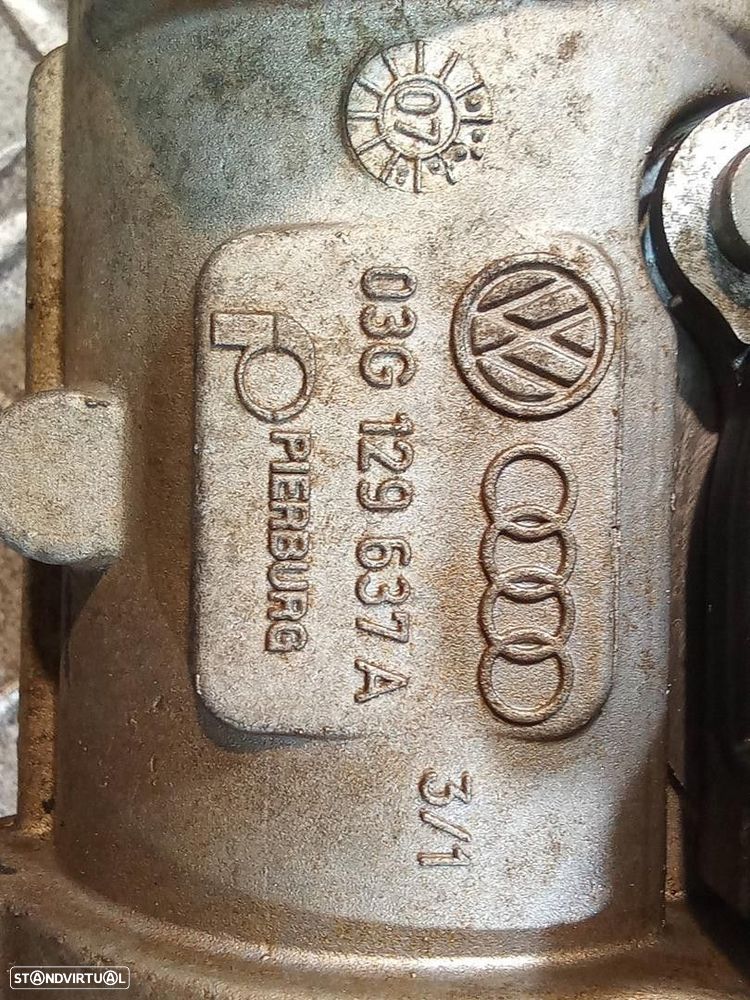 07
03G 129 637 A
PIERBURG
3/1
STANDVIRTUAL